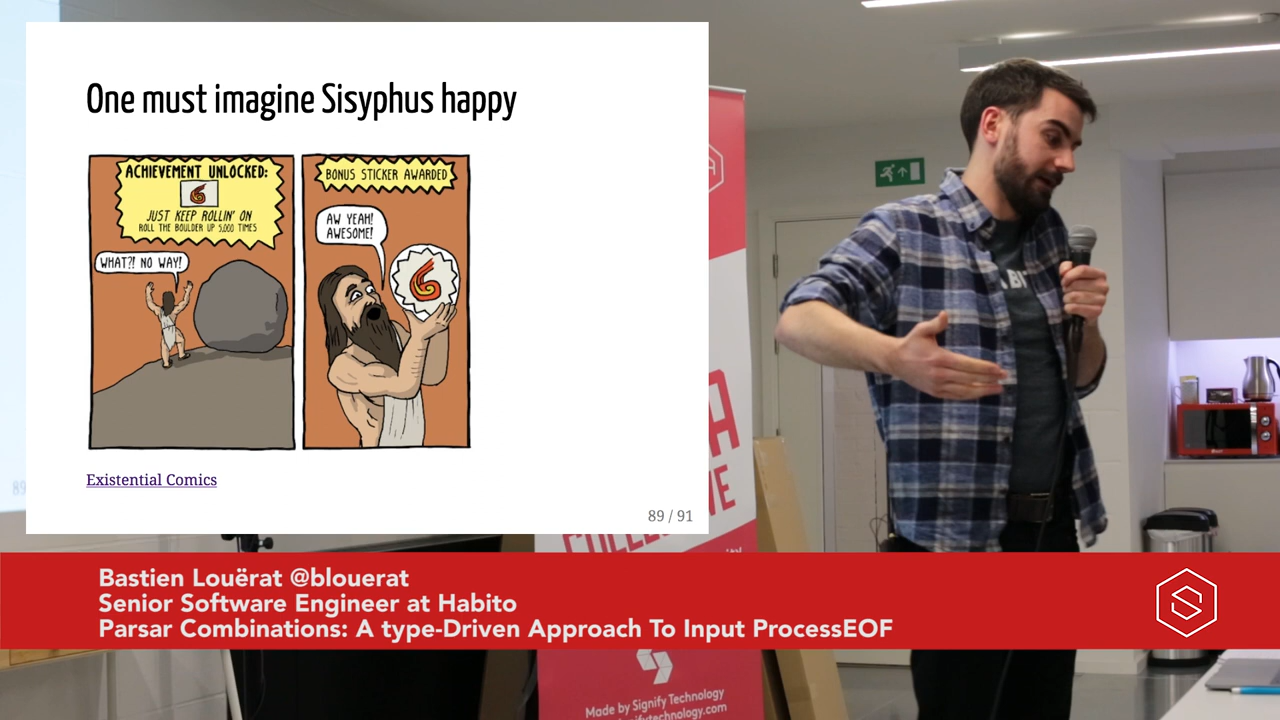 One must imagine Sisyphus happy
ACHIEVEMENT UNLOCKED:
JUST KEEP ROLLIN' ON
ROLL THE BOULDER UP 5,000 TIMES
WHAT?! NO WAY!
BONUS STICKER AWARDED
AW YEAH!
AWESOME!
Existential Comics
89 / 91
Bastien Louërat @blouerat
Senior Software Engineer at Habito
Parsar Combinations: A type-Driven Approach To Input ProcessEOF
Made by Signify Technology